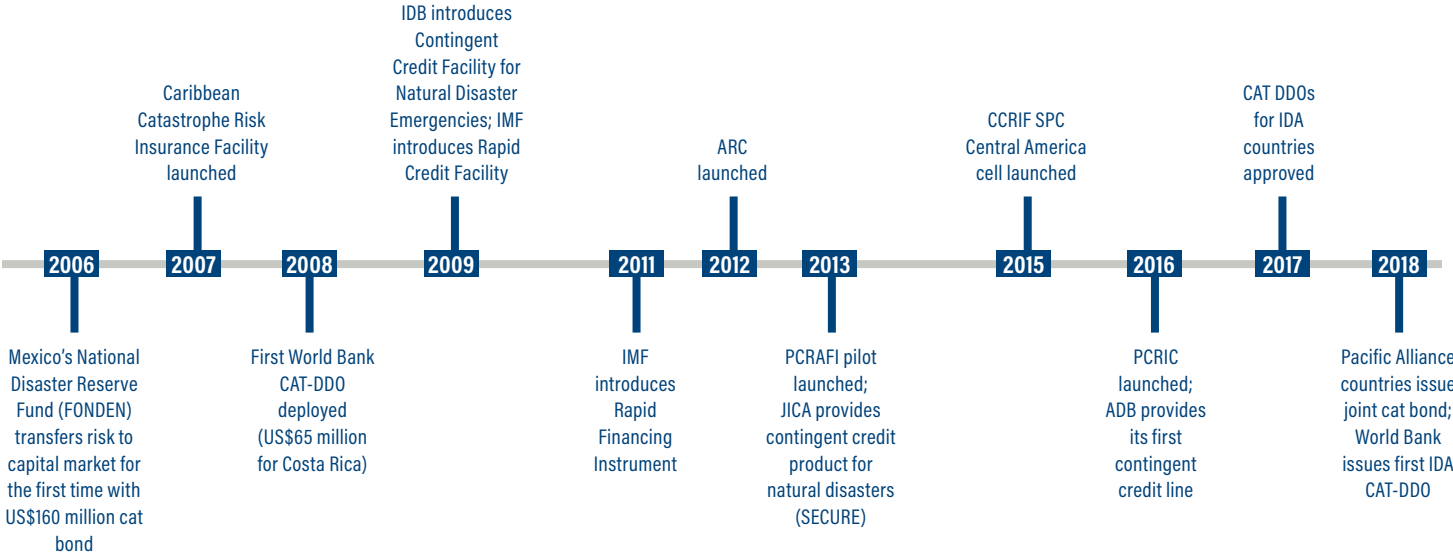 IDB introduces
Contingent
Credit Facility for
Natural Disaster
Emergencies; IMF
introduces Rapid
Credit Facility
Caribbean
Catastrophe Risk
Insurance Facility
launched
ARC
launched
CCRIF SPC
Central America
cell launched
CAT DDOs
for IDA
countries
approved
2006
2007
2008
2009
2011
2012
2013
2015
2016
2017
2018
Mexico's National
Disaster Reserve
Fund (FONDEN)
transfers risk to
capital market for
the first time with
US$160 million cat
bond
First World Bank
CAT-DDO
deployed
(US$65 million
for Costa Rica)
IMF
introduces
Rapid
Financing
Instrument
PCRAFI pilot
launched;
JICA provides
contingent credit
product for
natural disasters
(SECURE)
PCRIC
launched;
ADB provides
its first
contingent
credit line
Pacific Alliance
countries issue
joint cat bond;
World Bank
issues first IDA
CAT-DDO